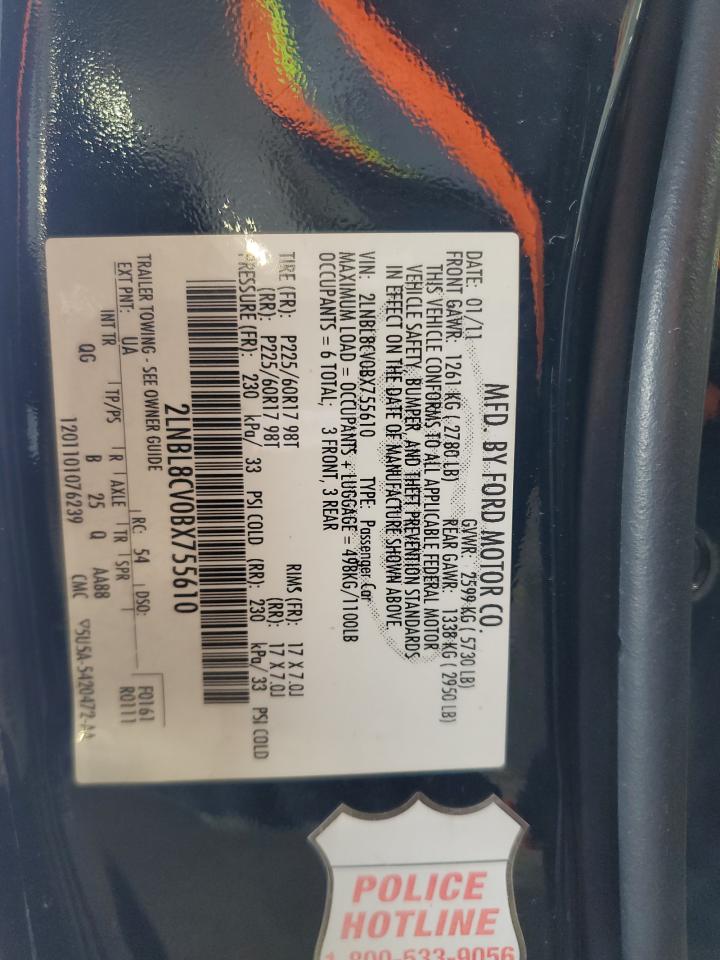 MFD. BY FORD MOTOR CO.
DATE: 01/11 GVWR: 2599 KG ( 5730 LB)
FRONT GAWR: 1261 KG ( 2780 LB) REAR GAWR: 1338 KG ( 2950 LB)
THIS VEHICLE CONFORMS TO ALL APPLICABLE FEDERAL MOTOR
VEHICLE SAFETY, BUMPER, AND THEFT PREVENTION STANDARDS
IN EFFECT ON THE DATE OF MANUFACTURE SHOWN ABOVE.
VIN: 2LNBL8CV0BX755610 TYPE: Passenger Car
MAXIMUM LOAD = OCCUPANTS + LUGGAGE = 498KG/1100LB
OCCUPANTS = 6 TOTAL; 3 FRONT, 3 REAR
TIRE (FR): P225/60R17 98T RIMS (FR): 17 X 7.0J
(RR): P225/60R17 98T (RR): 17 X 7.0J
PRESSURE (FR): 230 kPa/ 33 PSI COLD (RR): 230 kPa/ 33 PSI COLD
2LNBL8CV0BX755610
TRAILER TOWING - SEE OWNER GUIDE
EXT PNT: UA RC: 54 DSO: F0161
R0111
INT TR TP/PS R AXLE TR SPR
QG B 25 Q AA88
1201101076239 CMC 5U5A-5420472-AA
POLICE
HOTLINE
1-800-533-9056